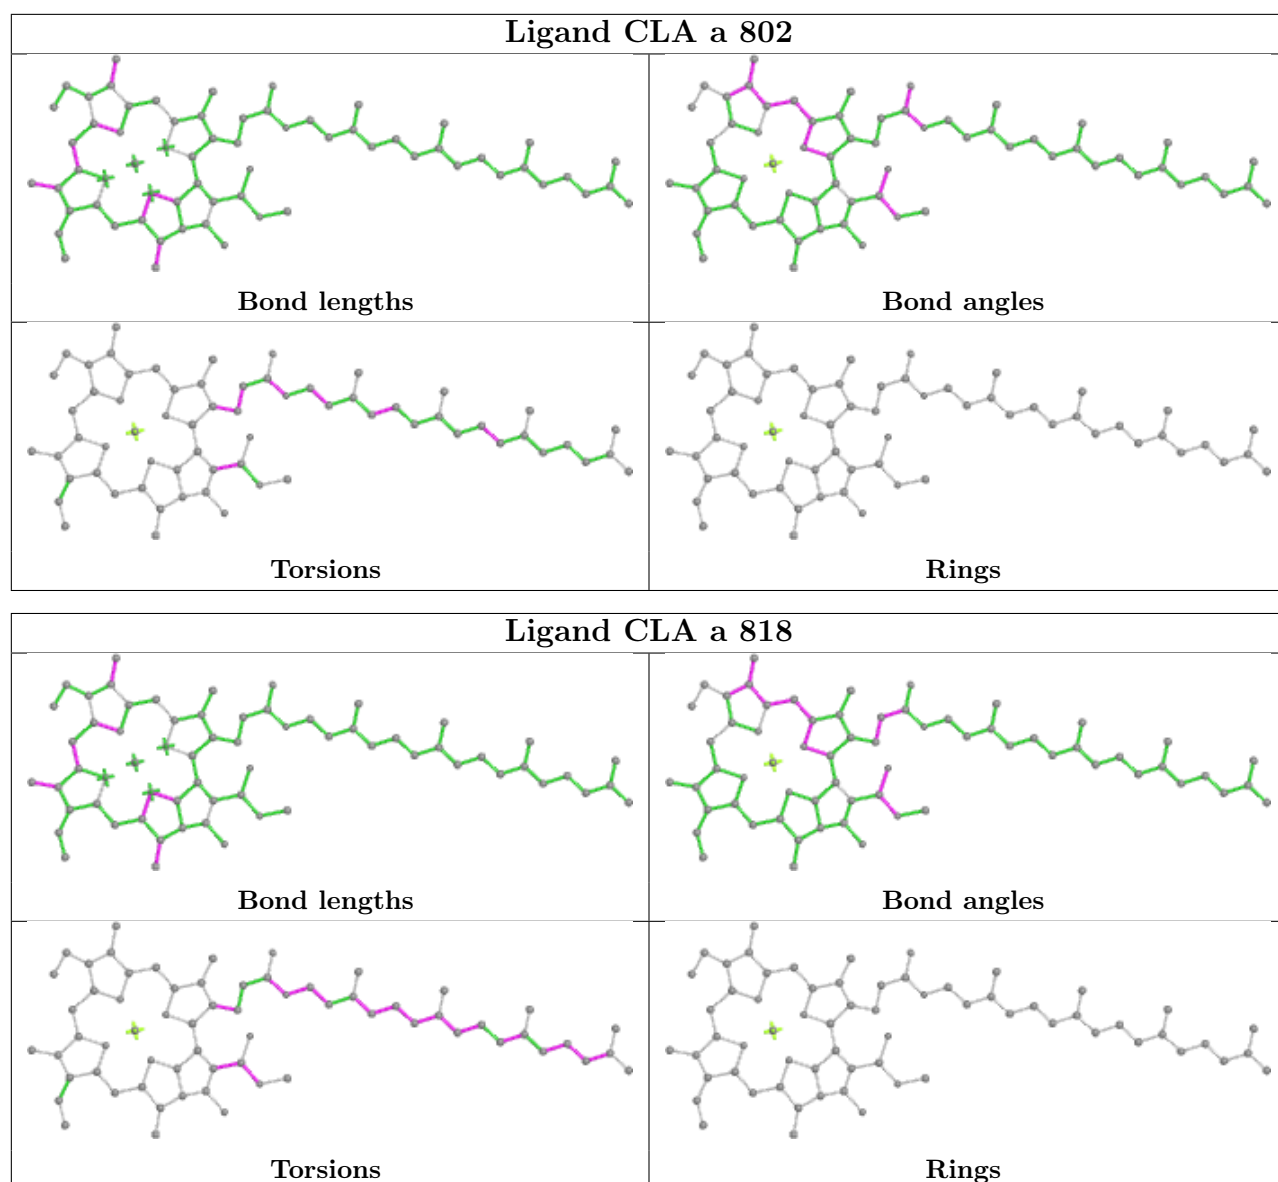 Ligand CLA a 802
Bond lengths
Bond angles
Torsions
Rings
Ligand CLA a 818
Bond lengths
Bond angles
Torsions
Rings